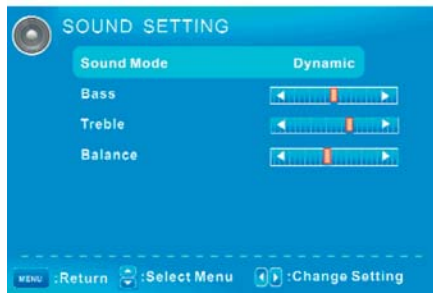 SOUND SETTING
Sound Mode Dynamic
Bass
Treble
Balance
MENU :Return :Select Menu :Change Setting